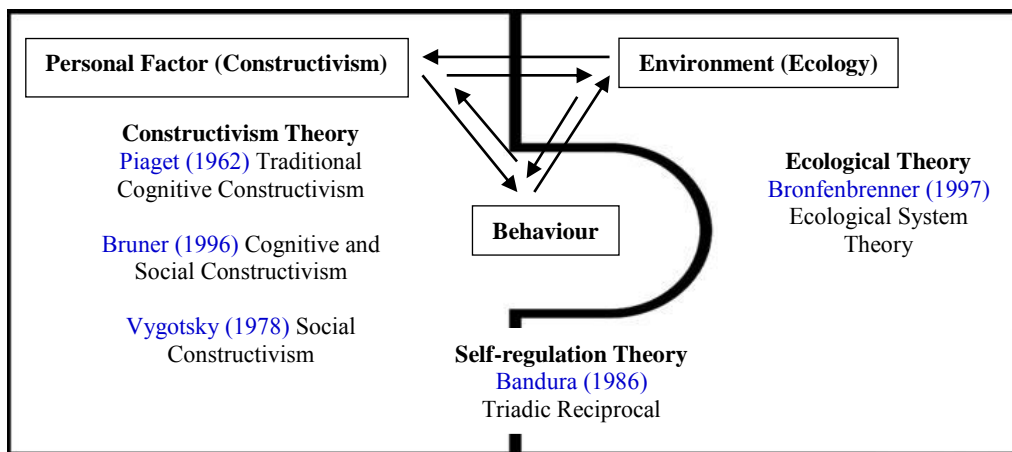 Personal Factor (Constructivism)
Environment (Ecology)
Constructivism Theory
Piaget (1962) Traditional
Cognitive Constructivism
Bruner (1996) Cognitive and
Social Constructivism
Vygotsky (1978) Social
Constructivism
Behaviour
Ecological Theory
Bronfenbrenner (1997)
Ecological System
Theory
Self-regulation Theory
Bandura (1986)
Triadic Reciprocal